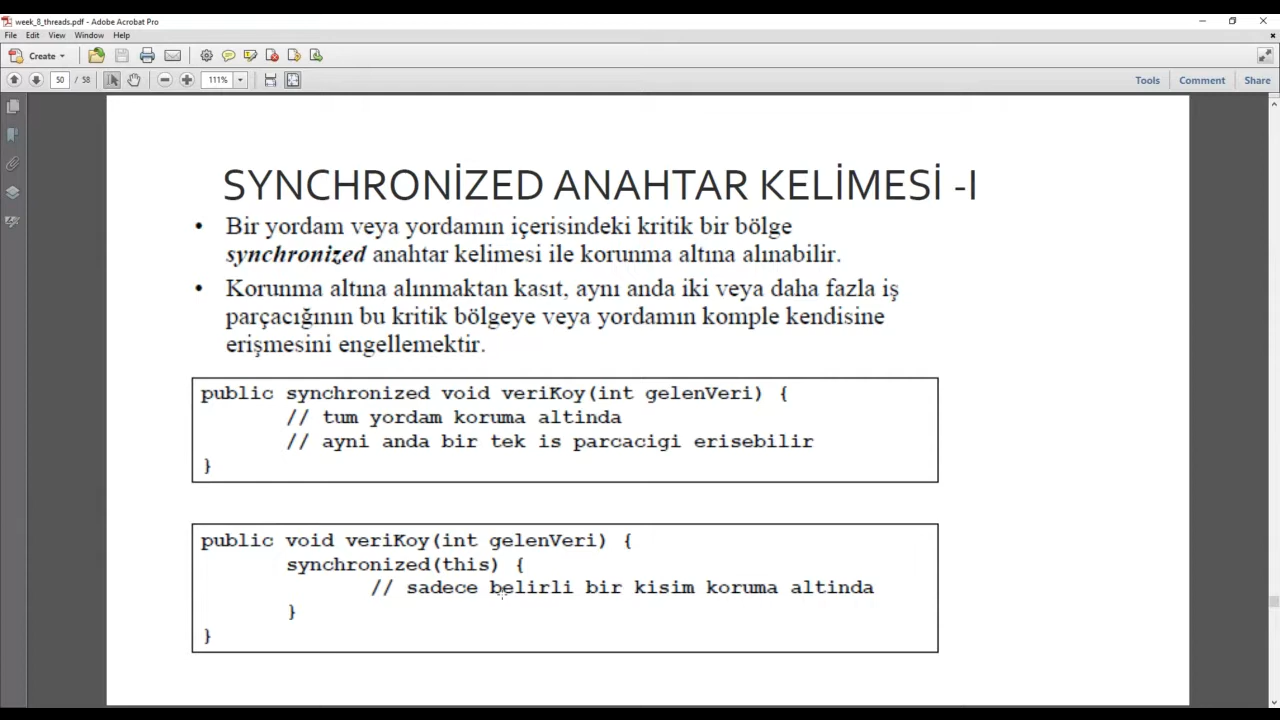 week_8_threads.pdf - Adobe Acrobat Pro
File Edit View Window Help
Create
50 / 58 111% Tools Comment Share
SYNCHRONİZED ANAHTAR KELİMESİ -I
• Bir yordam veya yordamın içerisindeki kritik bir bölge
synchronized anahtar kelimesi ile korunma altına alınabilir.
• Korunma altına alınmaktan kasıt, aynı anda iki veya daha fazla iş
parçacığının bu kritik bölgeye veya yordamın komple kendisine
erişmesini engellemektir.
public synchronized void veriKoy(int gelenVeri) {
// tum yordam koruma altinda
// ayni anda bir tek is parcacigi erisebilir
}
public void veriKoy(int gelenVeri) {
synchronized(this) {
// sadece belirli bir kisim koruma altinda
}
}